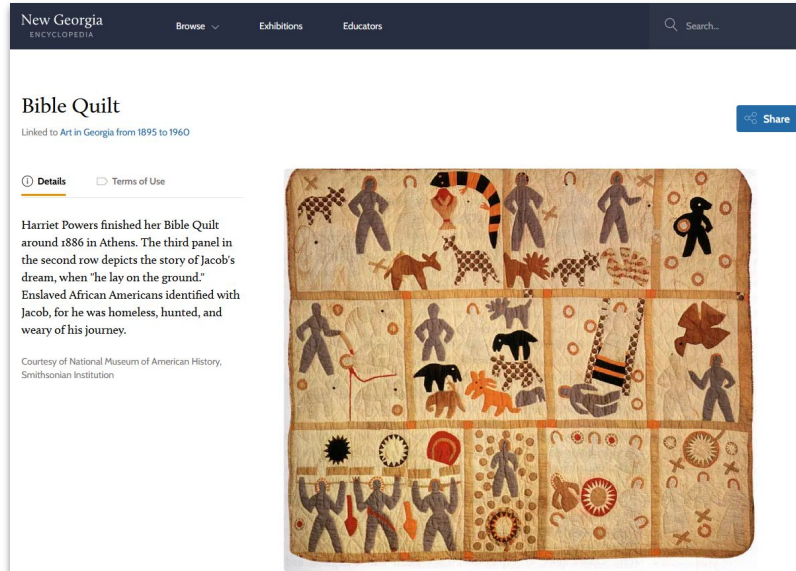 New Georgia
ENCYCLOPEDIA
Browse
Exhibitions
Educators
Search...
Bible Quilt
Linked to Art in Georgia from 1895 to 1960
Share
Details
Terms of Use
Harriet Powers finished her Bible Quilt
around 1886 in Athens. The third panel in
the second row depicts the story of Jacob's
dream, when "he lay on the ground."
Enslaved African Americans identified with
Jacob, for he was homeless, hunted, and
weary of his journey.
Courtesy of National Museum of American History,
Smithsonian Institution